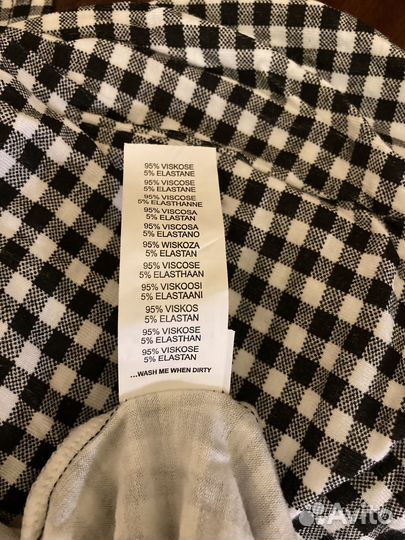 95% VISKOSE
5% ELASTANE
95% VISCOSE
5% ELASTANE
95% VISCOSE
5% ELASTHANNE
95% VISCOSA
5% ELASTAN
95% VISCOSA
5% ELASTANO
95% WISKOZA
5% ELASTAN
95% VISCOSE
5% ELASTHAAN
95% VISKOOSI
5% ELASTAANI
95% VISKOS
5% ELASTAN
95% VISKOSE
5% ELASTHAN
95% VISKOSE
5% ELASTAN
...WASH ME WHEN DIRTY
Avito